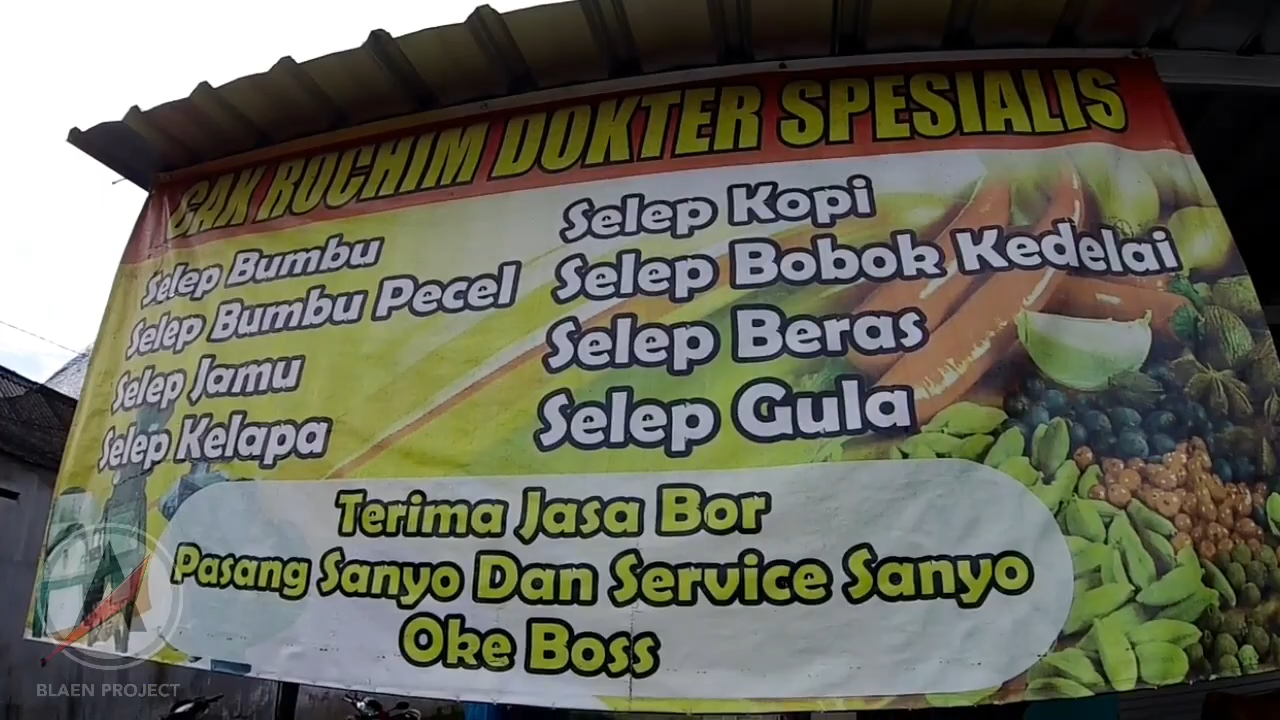 CAK ROCHIM DOKTER SPESIALIS
Selep Bumbu
Selep Bumbu Pecel
Selep Jamu
Selep Kelapa
Selep Kopi
Selep Bobok Kedelai
Selep Beras
Selep Gula
Terima Jasa Bor
Pasang Sanyo Dan Service Sanyo
Oke Boss
BLAEN PROJECT